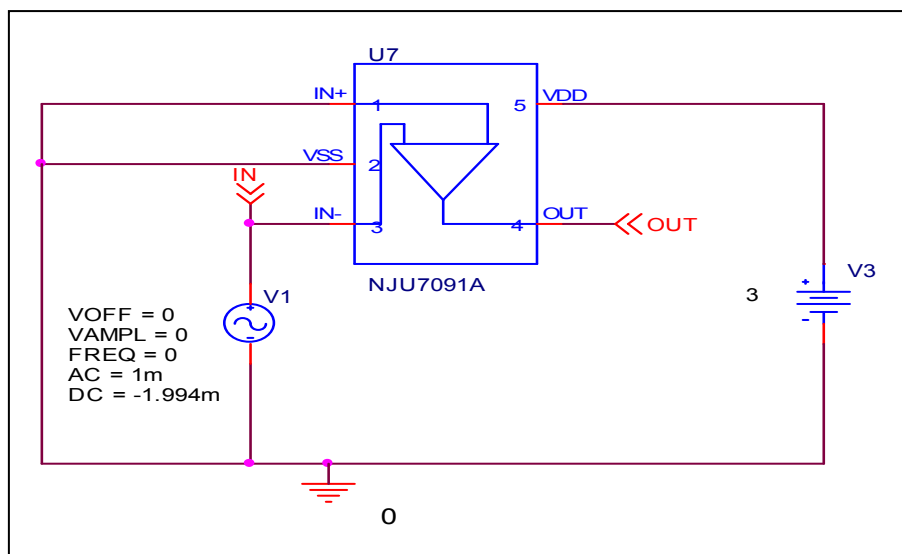 U7
IN+
1
5
VDD
VSS
2
IN
IN-
3
4
OUT
OUT
NJU7091A
V1
VOFF = 0
VAMPL = 0
FREQ = 0
AC = 1m
DC = -1.994m
3
+
-
V3
+
-
0